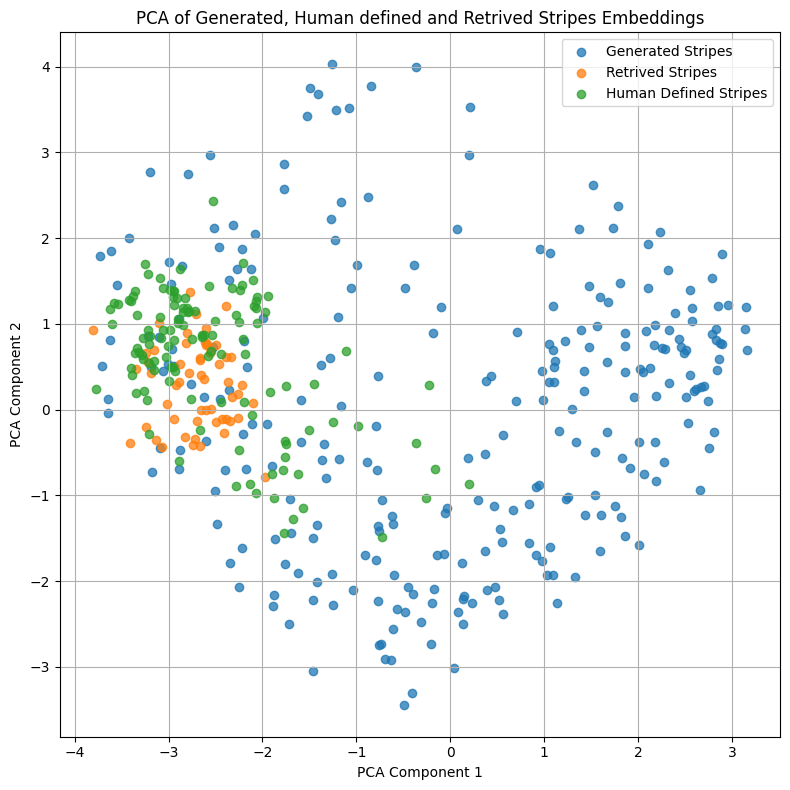 PCA of Generated, Human defined and Retrived Stripes Embeddings
Generated Stripes
Retrived Stripes
Human Defined Stripes
4
3
2
1
0
−1
−2
−3
−4
−3
−2
−1
0
1
2
3
PCA Component 2
PCA Component 1